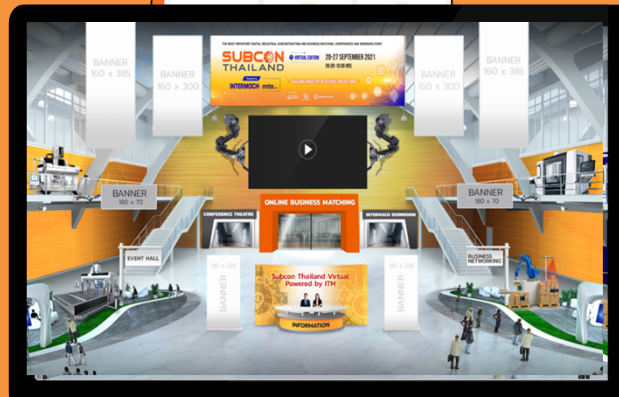 THE MOST IMPORTANT DIGITAL INDUSTRIAL SUBCONTRACTING AND BUSINESS MATCHING, CONFERENCES AND WEBINARS EVENT
SUBCON
THAILAND
VIRTUAL EDITION
20-27 SEPTEMBER 2021
INTERMACH
BANNER
160 x 385
BANNER
160 x 300
BANNER
160 x 300
BANNER
160 x 385
BANNER
180 x 70
BANNER
180 x 70
ONLINE BUSINESS MATCHING
CONFERENCE THEATRE
INTERMACH SHOWROOM
EVENT HALL
BUSINESS
NETWORKING
BANNER
Subcon Thailand Virtual
Powered by ITM
INFORMATION
BANNER